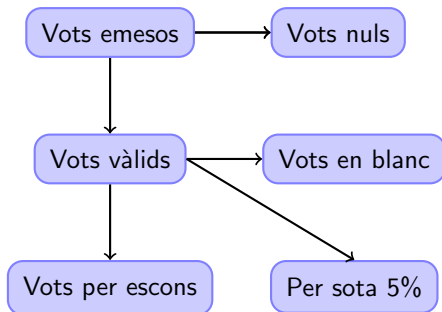 Vots emesos
Vots nuls
Vots vàlids
Vots en blanc
Vots per escons
Per sota 5%